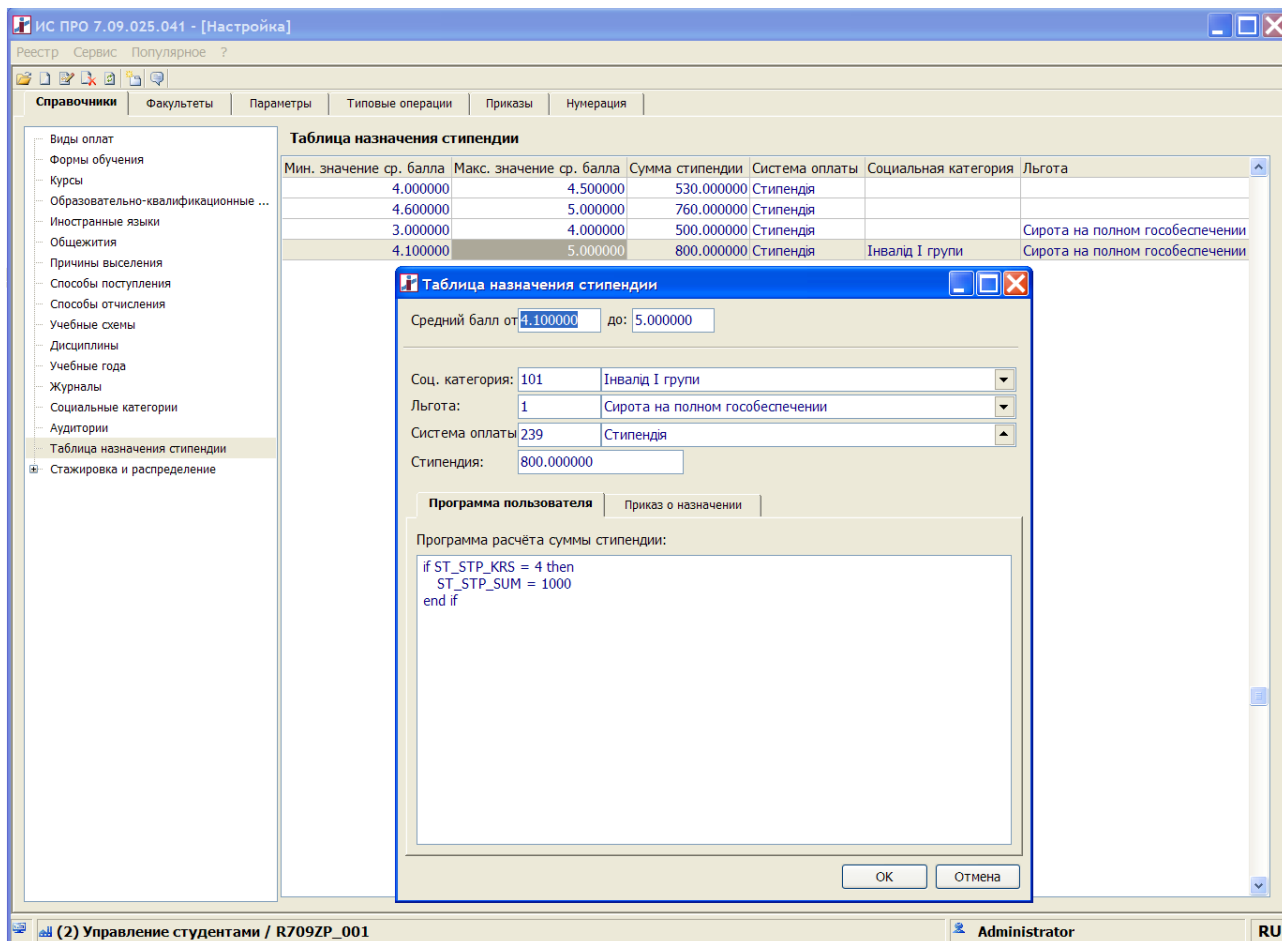 ИС ПРО 7.09.025.041 - [Настройка]
Реестр Сервис Популярное ?
Справочники Факультеты Параметры Типовые операции Приказы Нумерация
Виды оплат
Формы обучения
Курсы
Образовательно-квалификационные ...
Иностранные языки
Общежития
Причины выселения
Способы поступления
Способы отчисления
Учебные схемы
Дисциплины
Учебные года
Журналы
Социальные категории
Аудитории
Таблица назначения стипендии
Стажировка и распределение
Таблица назначения стипендии
Мин. значение ср. балла Макс. значение ср. балла Сумма стипендии Система оплаты Социальная категория Льгота
4.000000 4.500000 530.000000 Стипендія
4.600000 5.000000 760.000000 Стипендія
3.000000 4.000000 500.000000 Стипендія Сирота на полном гособеспечении
4.100000 5.000000 800.000000 Стипендія Інвалід І групи Сирота на полном гособеспечении
Таблица назначения стипендии
Средний балл от 4.100000 до: 5.000000
Соц. категория: 101 Інвалід І групи
Льгота: 1 Сирота на полном гособеспечении
Система оплаты 239 Стипендія
Стипендия: 800.000000
Программа пользователя Приказ о назначении
Программа расчёта суммы стипендии:
if ST_STP_KRS = 4 then
ST_STP_SUM = 1000
end if
OK Отмена
(2) Управление студентами / R709ZP_001 Administrator RU